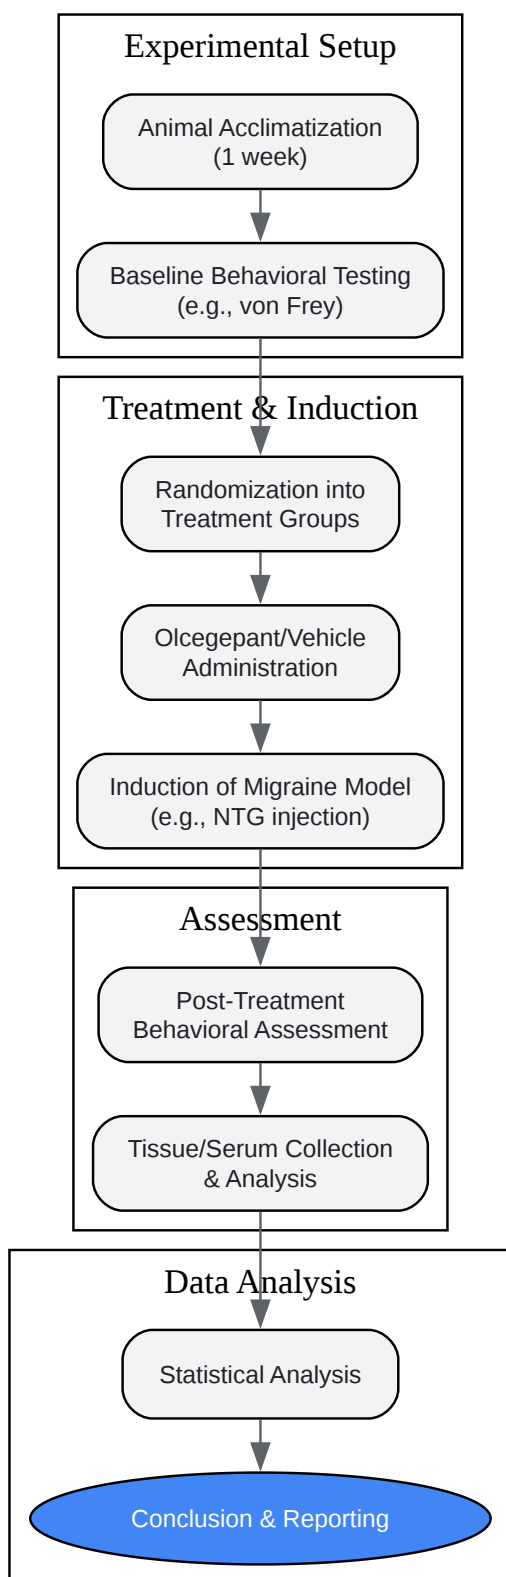 Experimental Setup
Animal Acclimatization
(1 week)
Baseline Behavioral Testing
(e.g., von Frey)
Treatment & Induction
Randomization into
Treatment Groups
Olcegepant/Vehicle
Administration
Induction of Migraine Model
(e.g., NTG injection)
Assessment
Post-Treatment
Behavioral Assessment
Tissue/Serum Collection
& Analysis
Data Analysis
Statistical Analysis
Conclusion & Reporting